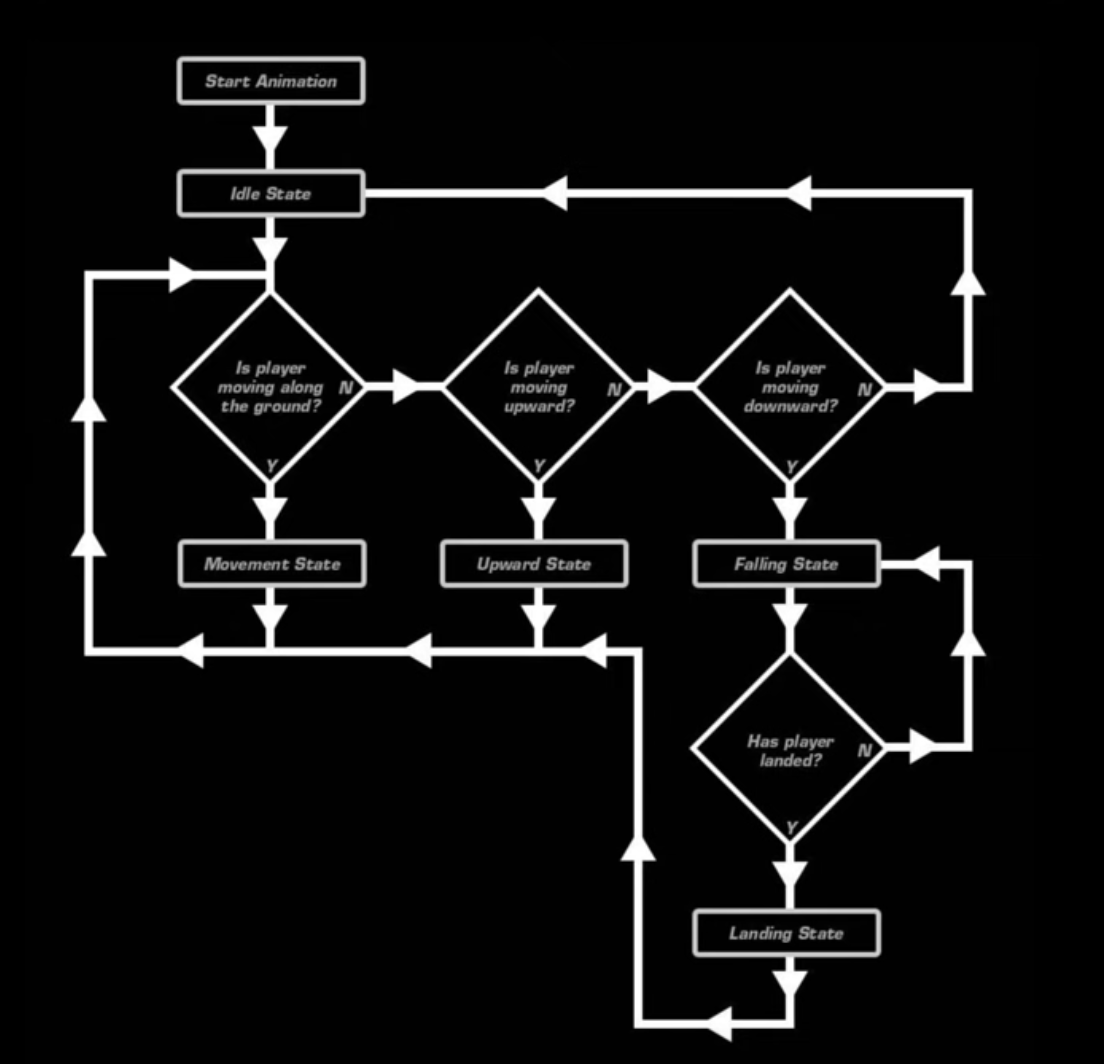 Start Animation
Idle State
Is player
moving along
the ground?
N
Y
Is player
moving
upward?
N
Y
Is player
moving
downward?
N
Y
Movement State
Upward State
Falling State
Has player
landed?
N
Y
Landing State